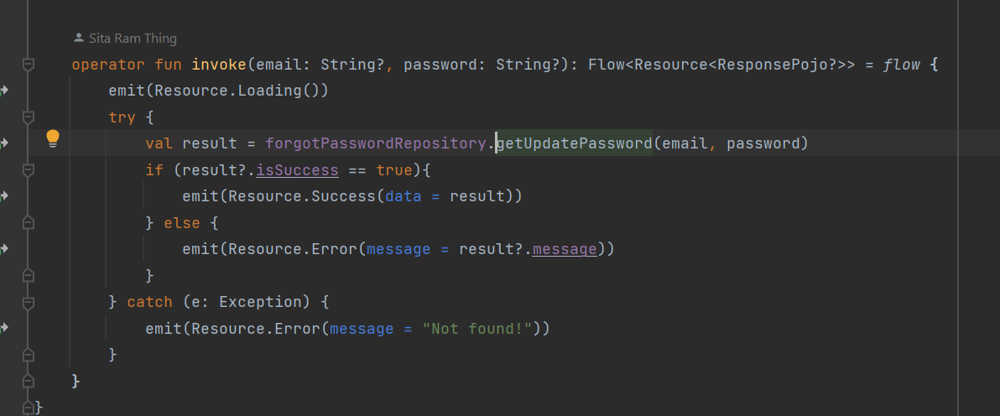 Sita Ram Thing
operator fun invoke(email: String?, password: String?): Flow<Resource<ResponsePojo?>> = flow {
emit(Resource.Loading())
try {
val result = forgotPasswordRepository.getUpdatePassword(email, password)
if (result?.isSuccess == true){
emit(Resource.Success(data = result))
} else {
emit(Resource.Error(message = result?.message))
}
} catch (e: Exception) {
emit(Resource.Error(message = "Not found!"))
}
}
}